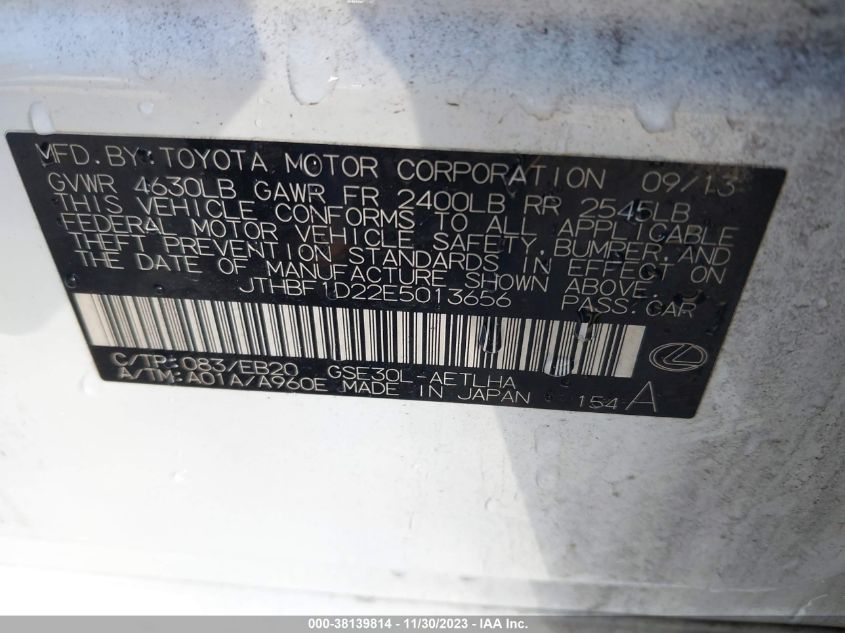 MFD. BY: TOYOTA MOTOR CORPORATION 09/13
GVWR 4630LB GAWR FR 2400LB RR 2545LB
THIS VEHICLE CONFORMS TO ALL APPLICABLE
FEDERAL MOTOR VEHICLE SAFETY, BUMPER, AND
THEFT PREVENTION STANDARDS IN EFFECT ON
THE DATE OF MANUFACTURE SHOWN ABOVE.
JTHBF1D22E5013656 PASS. CAR
C/TP: 083/EB20 GSE30L-AETLHA
A/TM: A01A/A960E MADE IN JAPAN 154 A
000-38139814 - 11/30/2023 - IAA Inc.